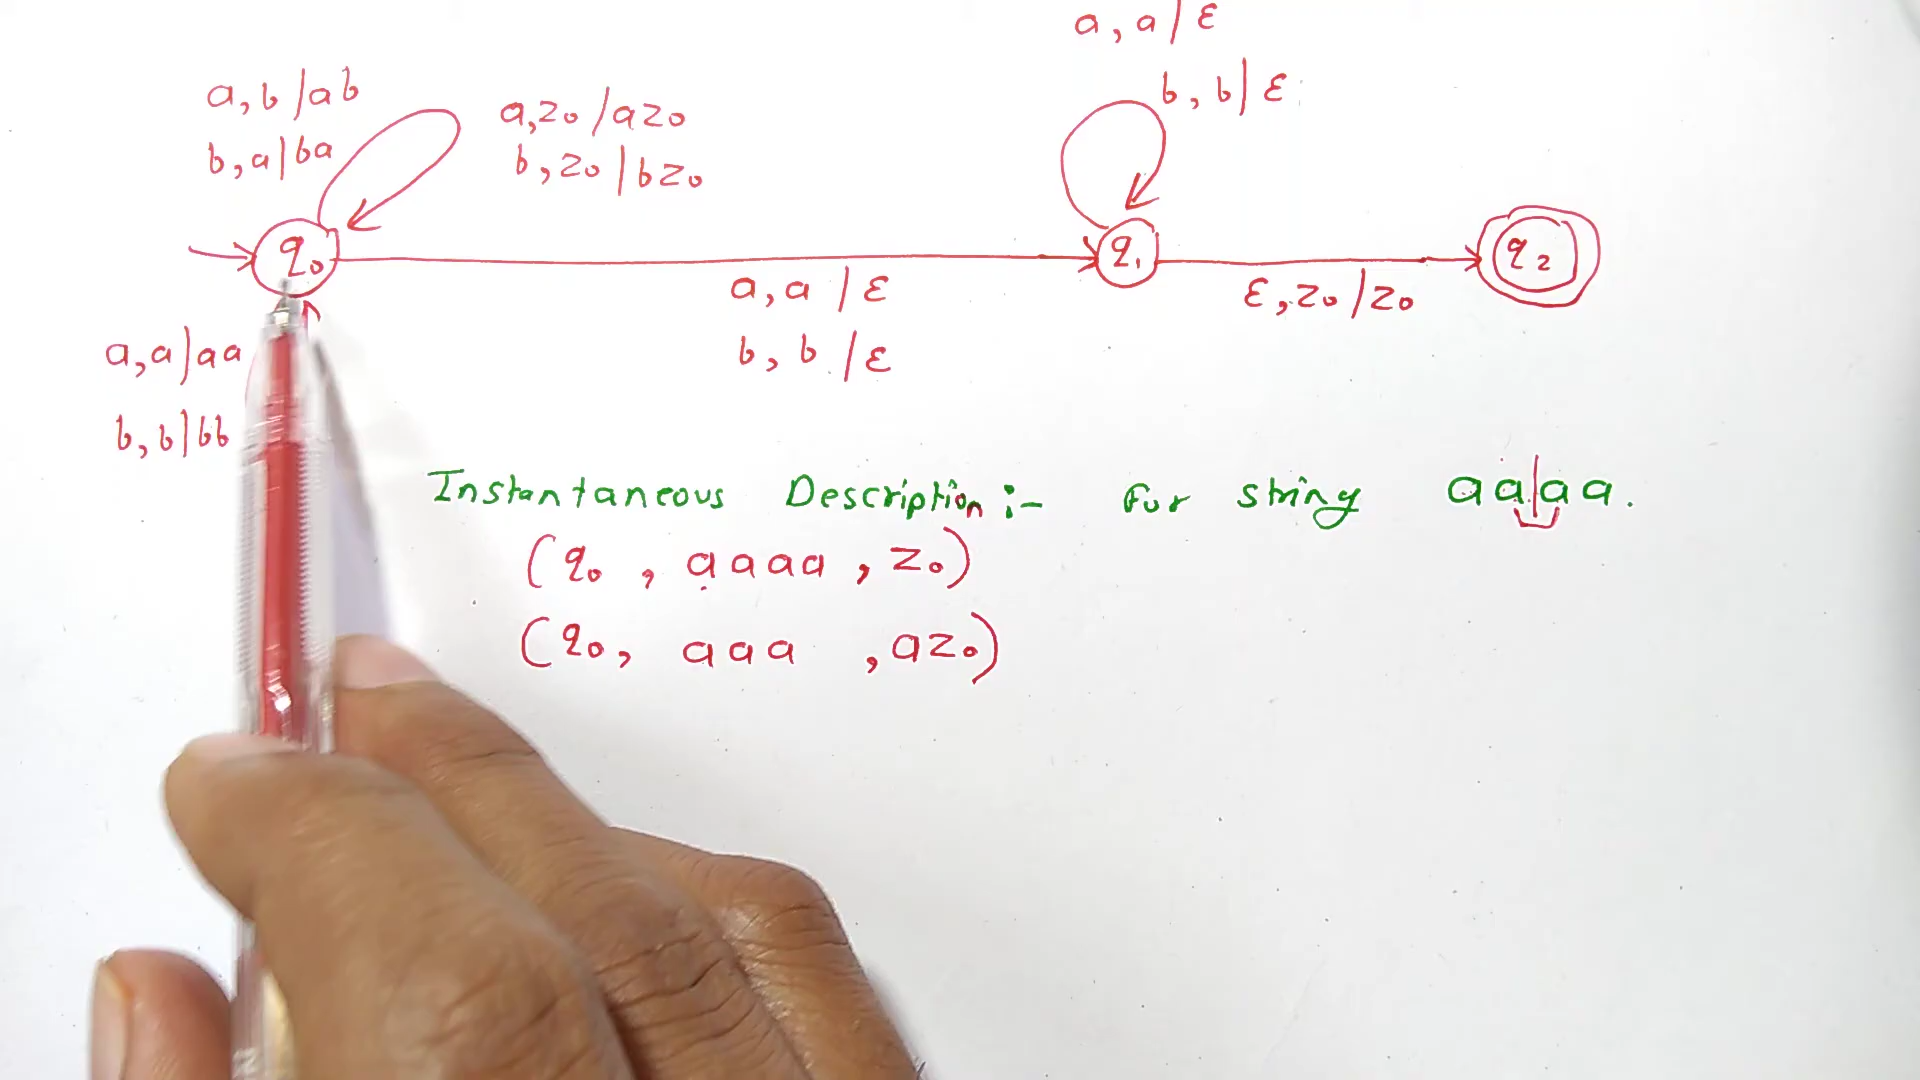 a, a / ε
b, b | ε
a, b / ab
b, a | ba
a, z0 / az0
b, z0 | bz0
q0
q1
q2
a, a / ε
b, b / ε
ε, z0 / z0
a, a | aa
b, b | bb
Instantaneous Description :- For string aa|aa.
(q0, aaaa, z0)
(q0, aaa, az0)